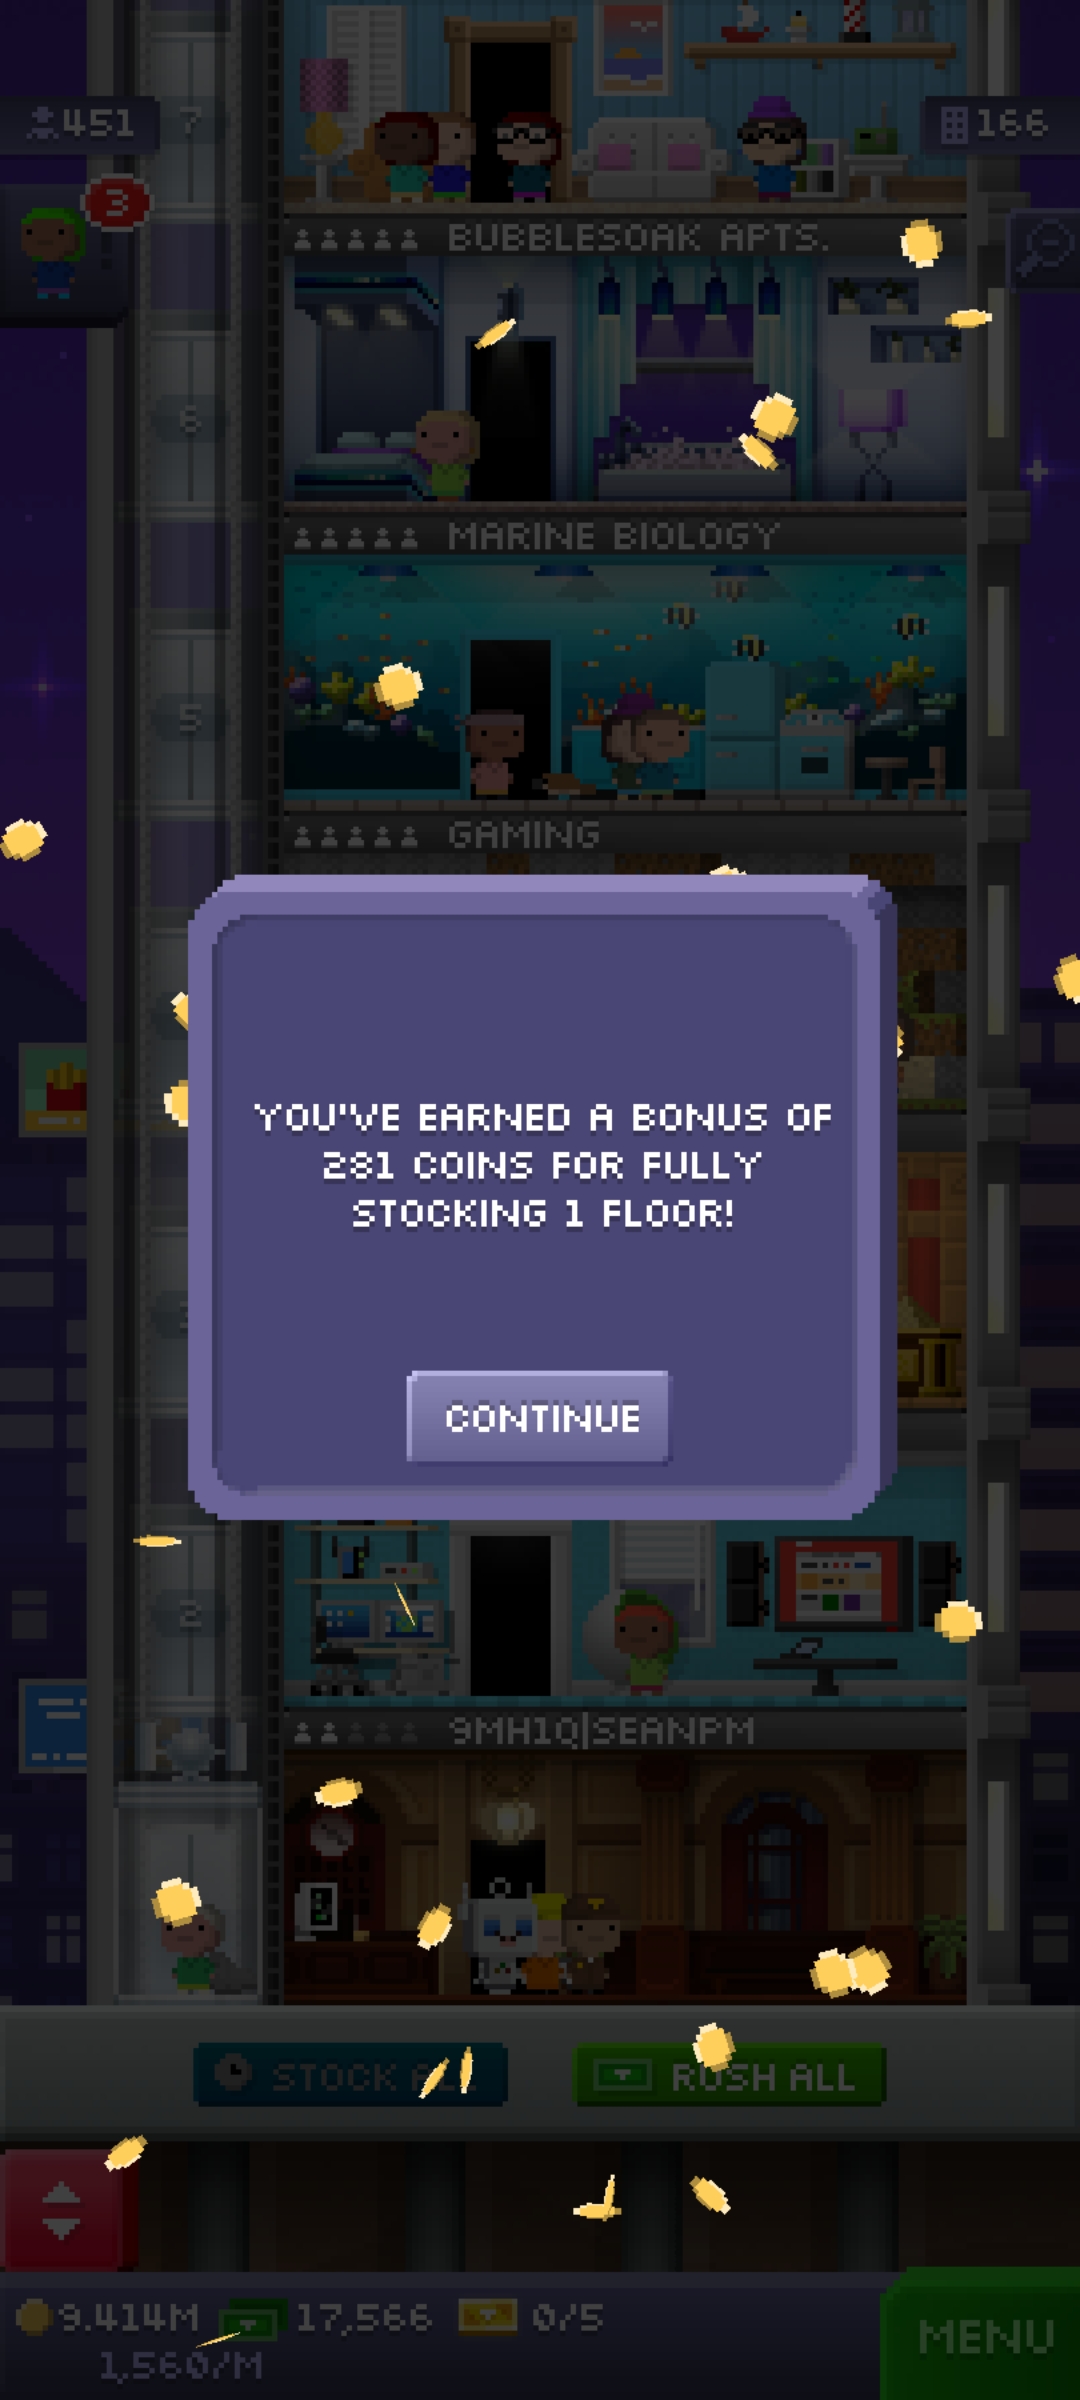 451
7
166
3
BUBBLESOAK APTS.
6
MARINE BIOLOGY
5
GAMING
YOU'VE EARNED A BONUS OF
281 COINS FOR FULLY
STOCKING 1 FLOOR!
CONTINUE
2
9MH1Q|SEANPM
STOCK ALL
RUSH ALL
9.414M
17,566
0/5
1,560/M
MENU